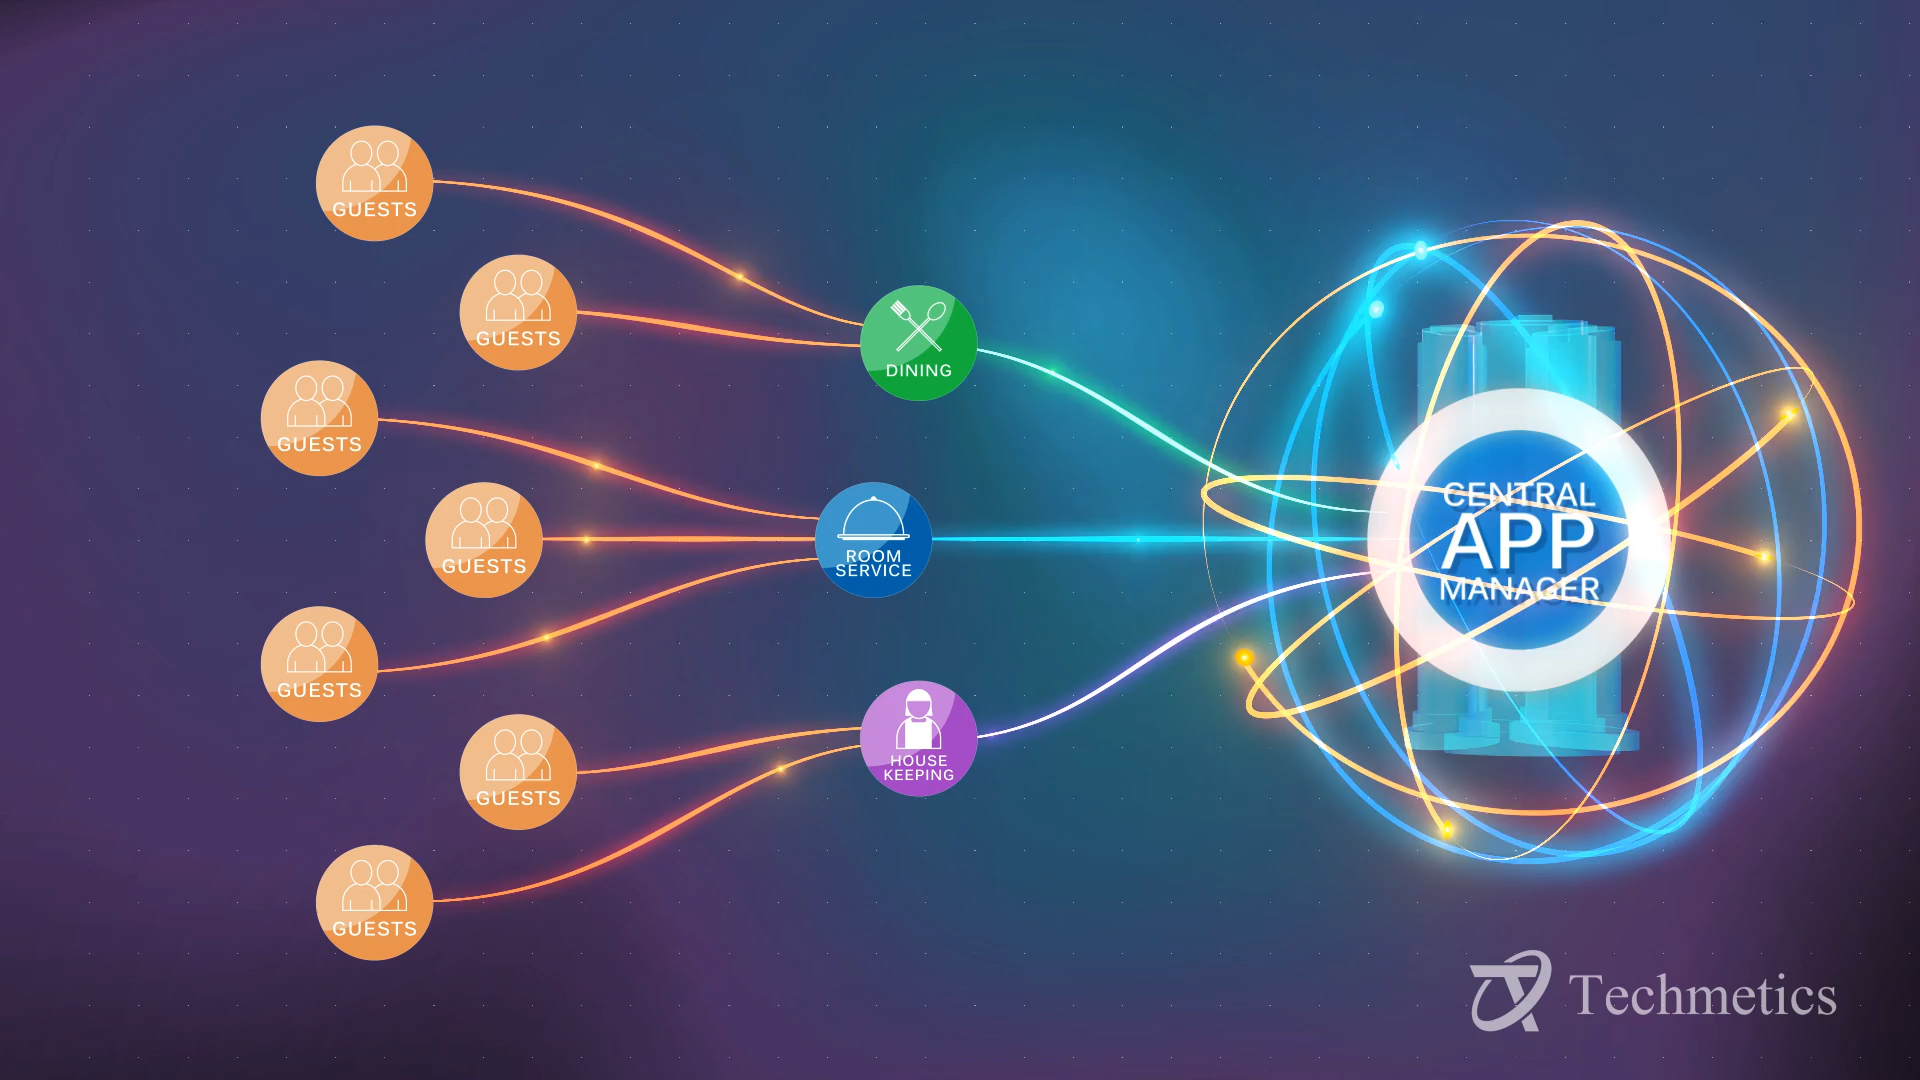 GUESTS
GUESTS
DINING
GUESTS
GUESTS
ROOM
SERVICE
GUESTS
GUESTS
HOUSE
KEEPING
GUESTS
CENTRAL
APP
MANAGER
Techmetics